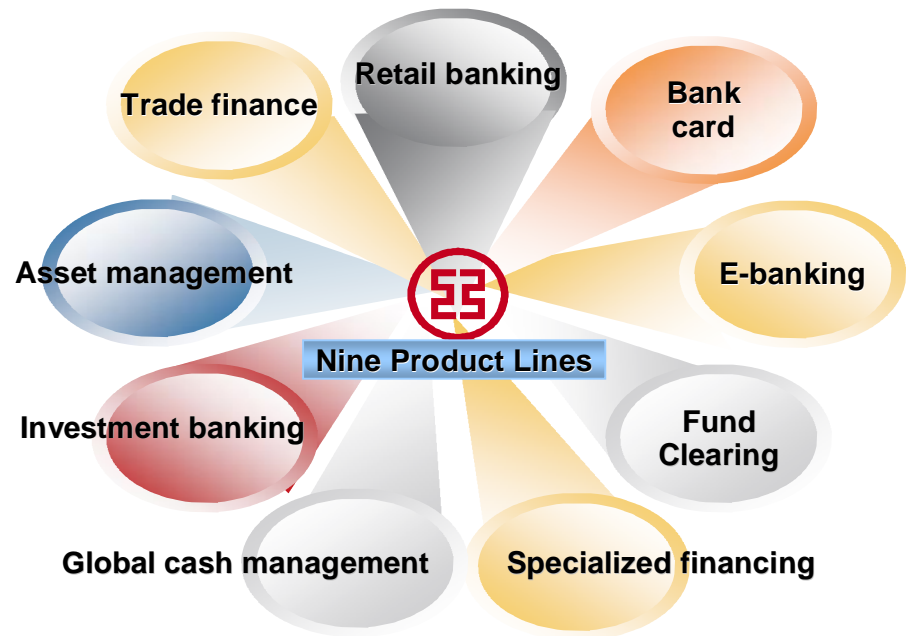 Retail banking
Trade finance
Bank
card
Asset management
E-banking
Nine Product Lines
Investment banking
Fund
Clearing
Global cash management
Specialized financing